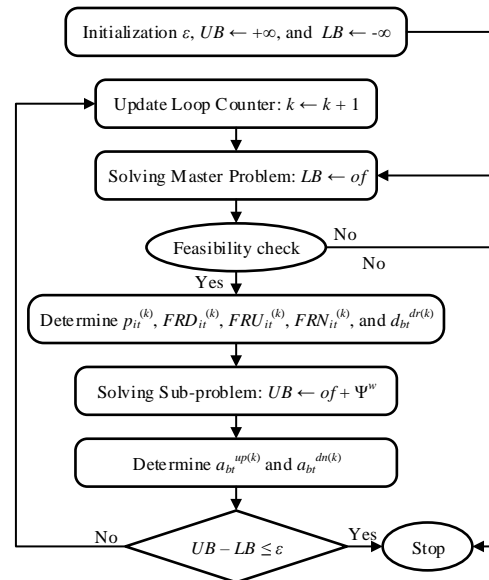 Initialization ε, UB ← +∞, and LB ← -∞
Update Loop Counter: k ← k + 1
Solving Master Problem: LB ← of
Feasibility check
No
No
Yes
Determine p_it^(k), FRD_it^(k), FRU_it^(k), FRN_it^(k), and d_bt^dr(k)
Solving Sub-problem: UB ← of + Ψ^w
Determine a_bt^up(k) and a_bt^dn(k)
No
UB – LB ≤ ε
Yes
Stop